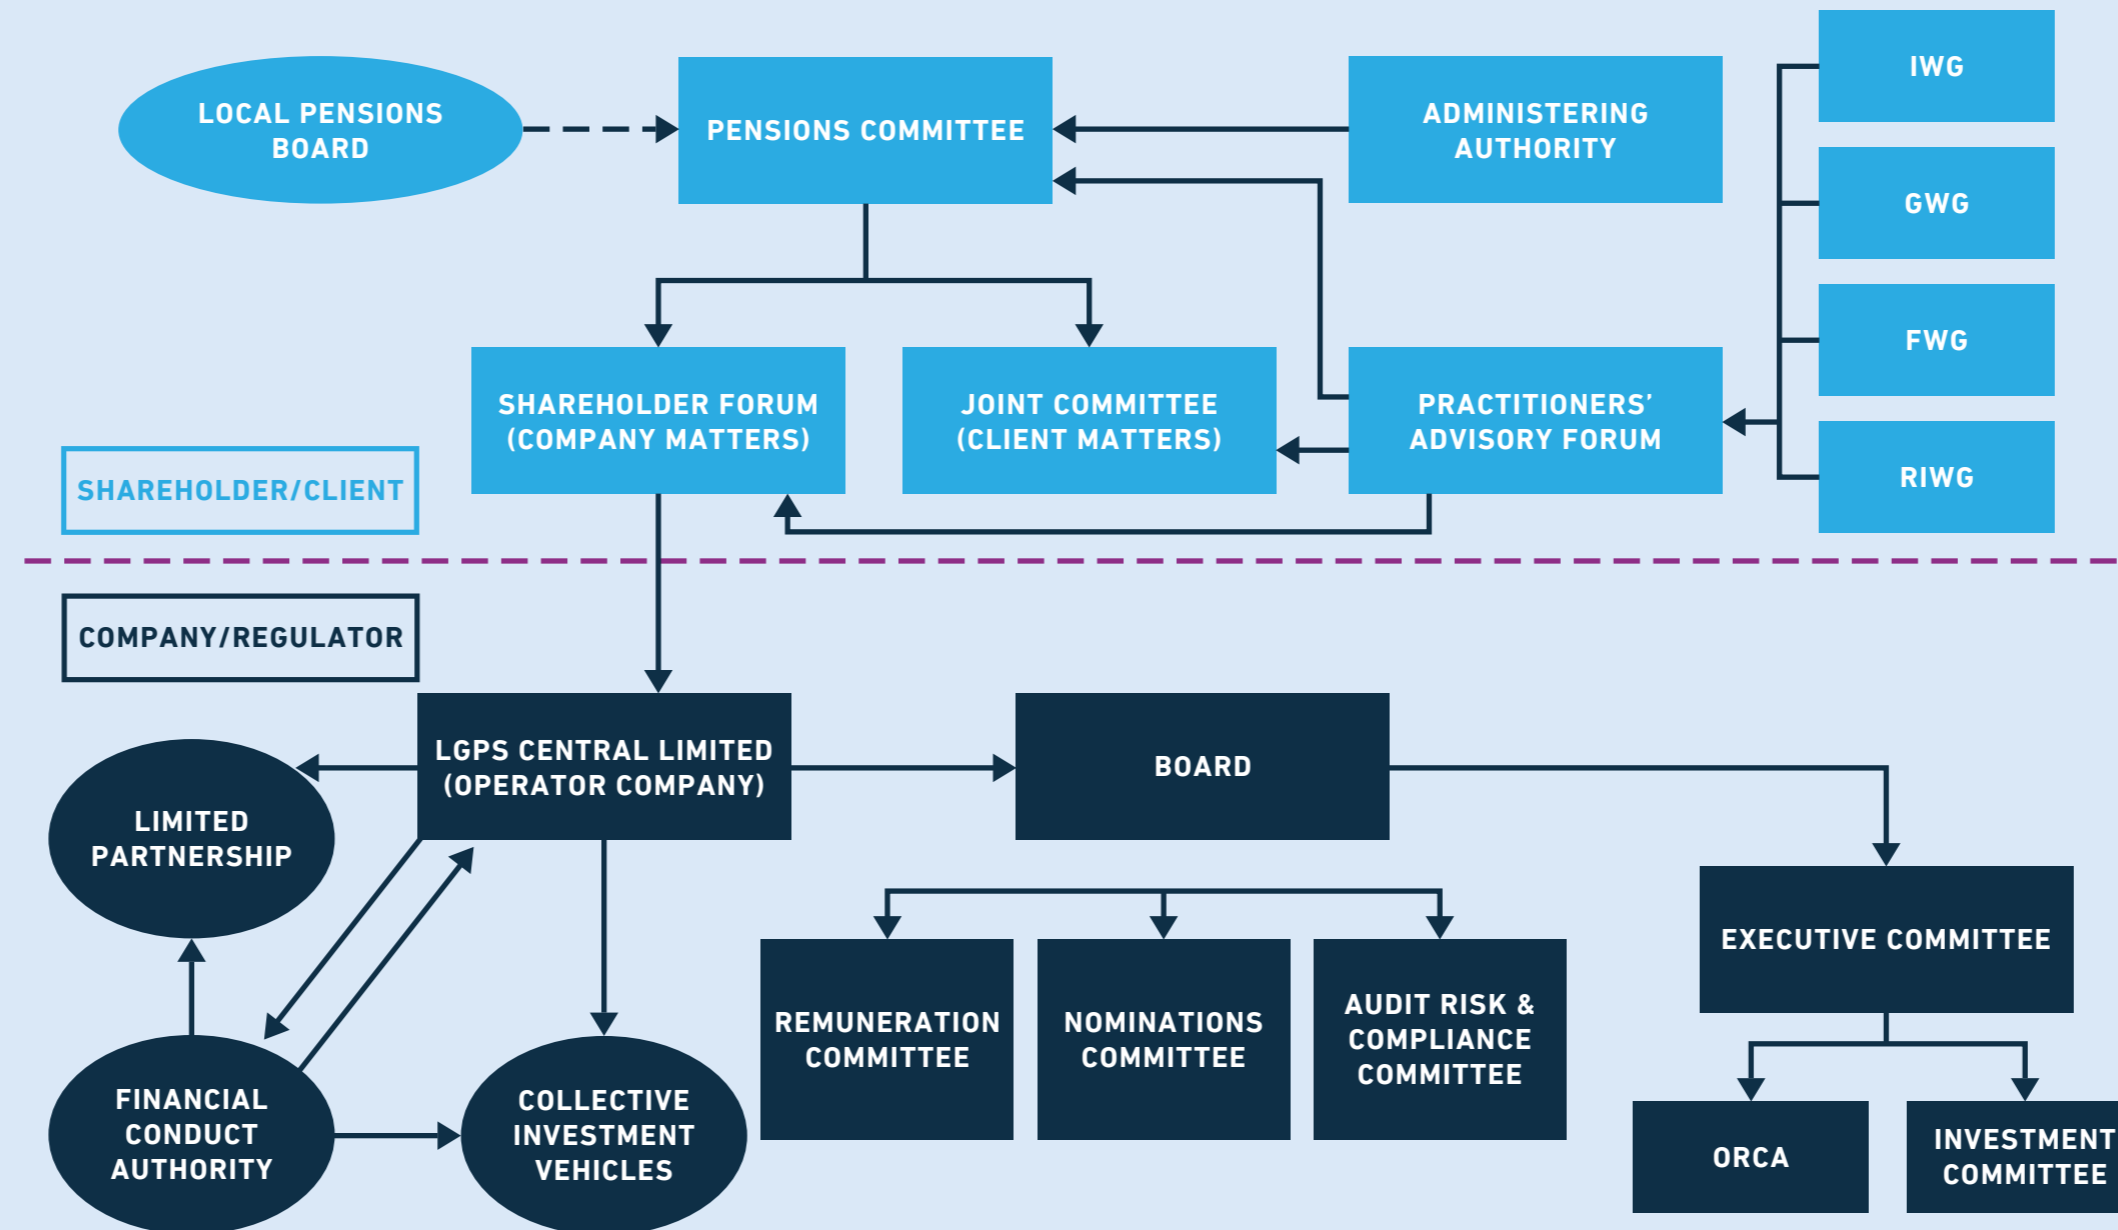 LOCAL PENSIONS
BOARD
PENSIONS COMMITTEE
ADMINISTERING
AUTHORITY
IWG
GWG
FWG
RIWG
SHAREHOLDER FORUM
(COMPANY MATTERS)
JOINT COMMITTEE
(CLIENT MATTERS)
PRACTITIONERS’
ADVISORY FORUM
SHAREHOLDER/CLIENT
COMPANY/REGULATOR
LGPS CENTRAL LIMITED
(OPERATOR COMPANY)
BOARD
LIMITED
PARTNERSHIP
EXECUTIVE COMMITTEE
REMUNERATION
COMMITTEE
NOMINATIONS
COMMITTEE
AUDIT RISK &
COMPLIANCE
COMMITTEE
FINANCIAL
CONDUCT
AUTHORITY
COLLECTIVE
INVESTMENT
VEHICLES
ORCA
INVESTMENT
COMMITTEE